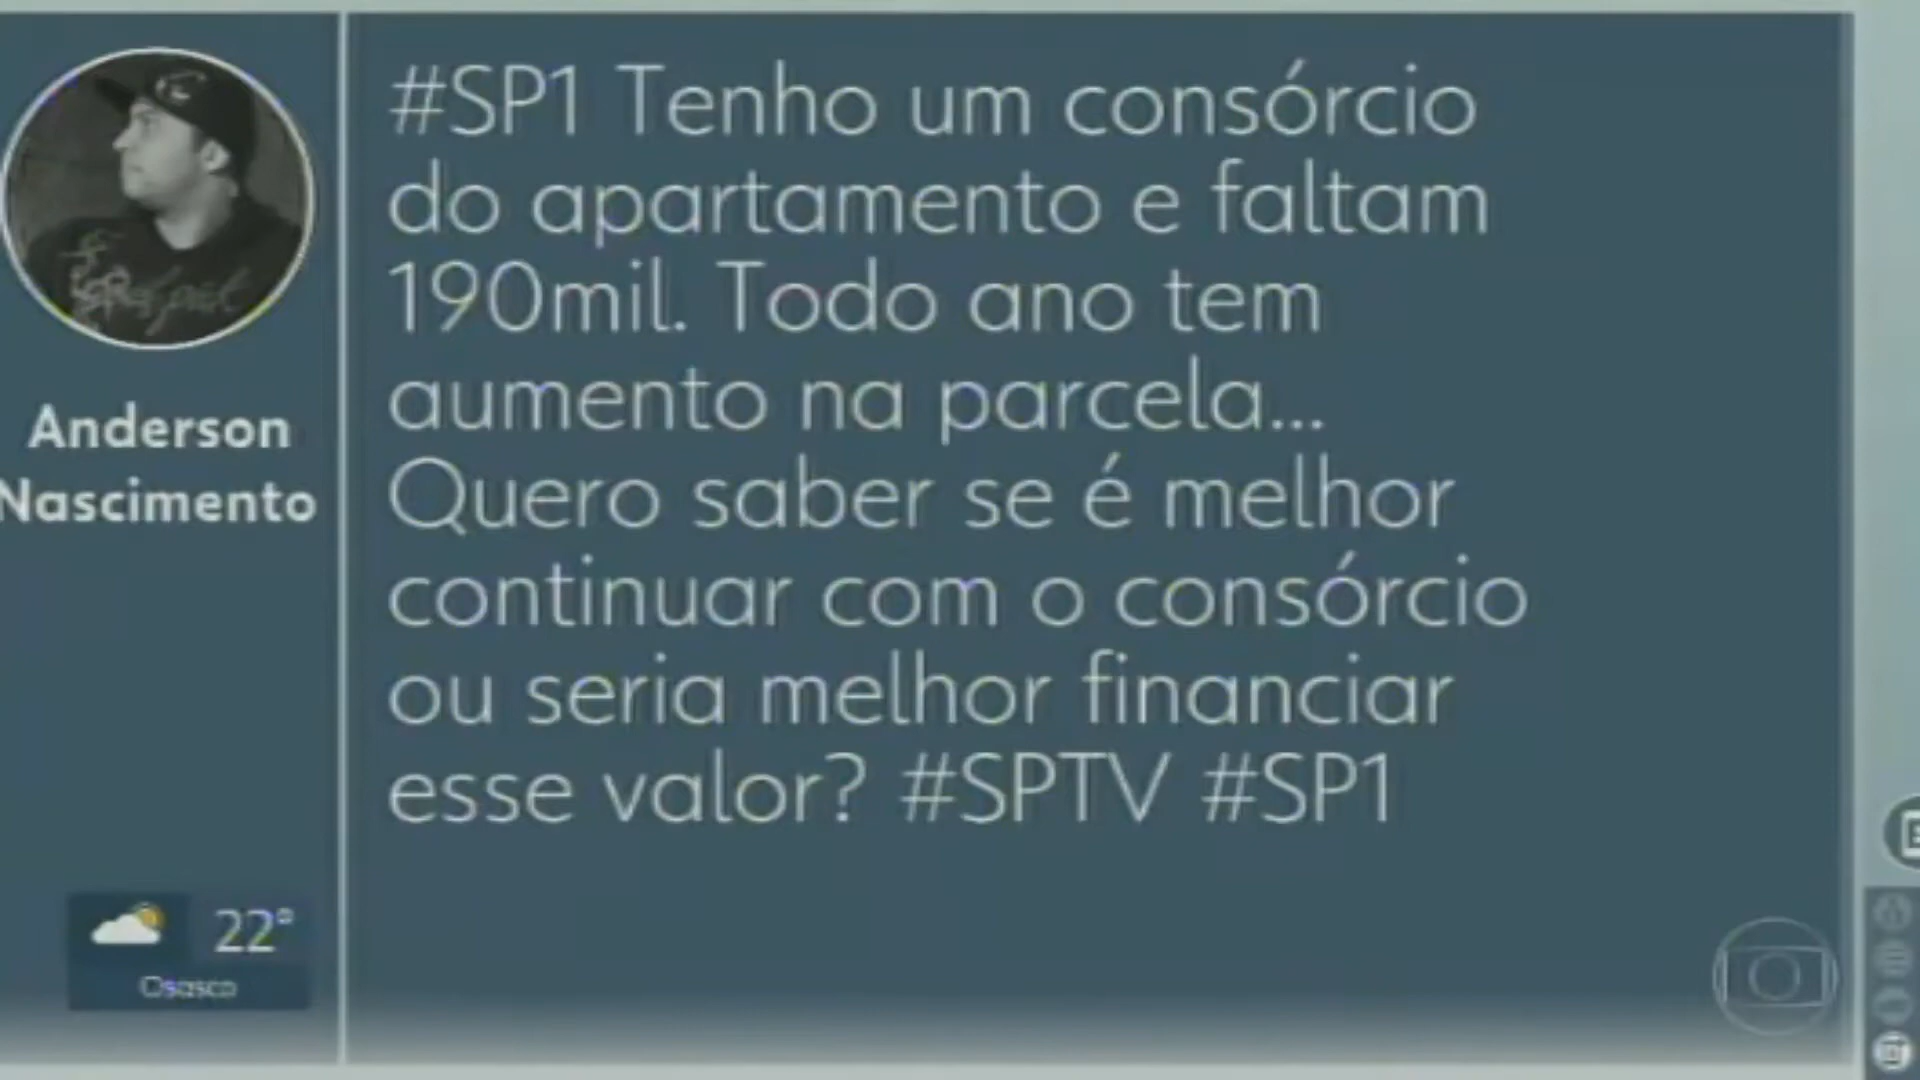 #SP1 Tenho um consórcio
do apartamento e faltam
190mil. Todo ano tem
aumento na parcela...
Quero saber se é melhor
continuar com o consórcio
ou seria melhor financiar
esse valor? #SPTV #SP1
Anderson
Nascimento
22°
Osasco